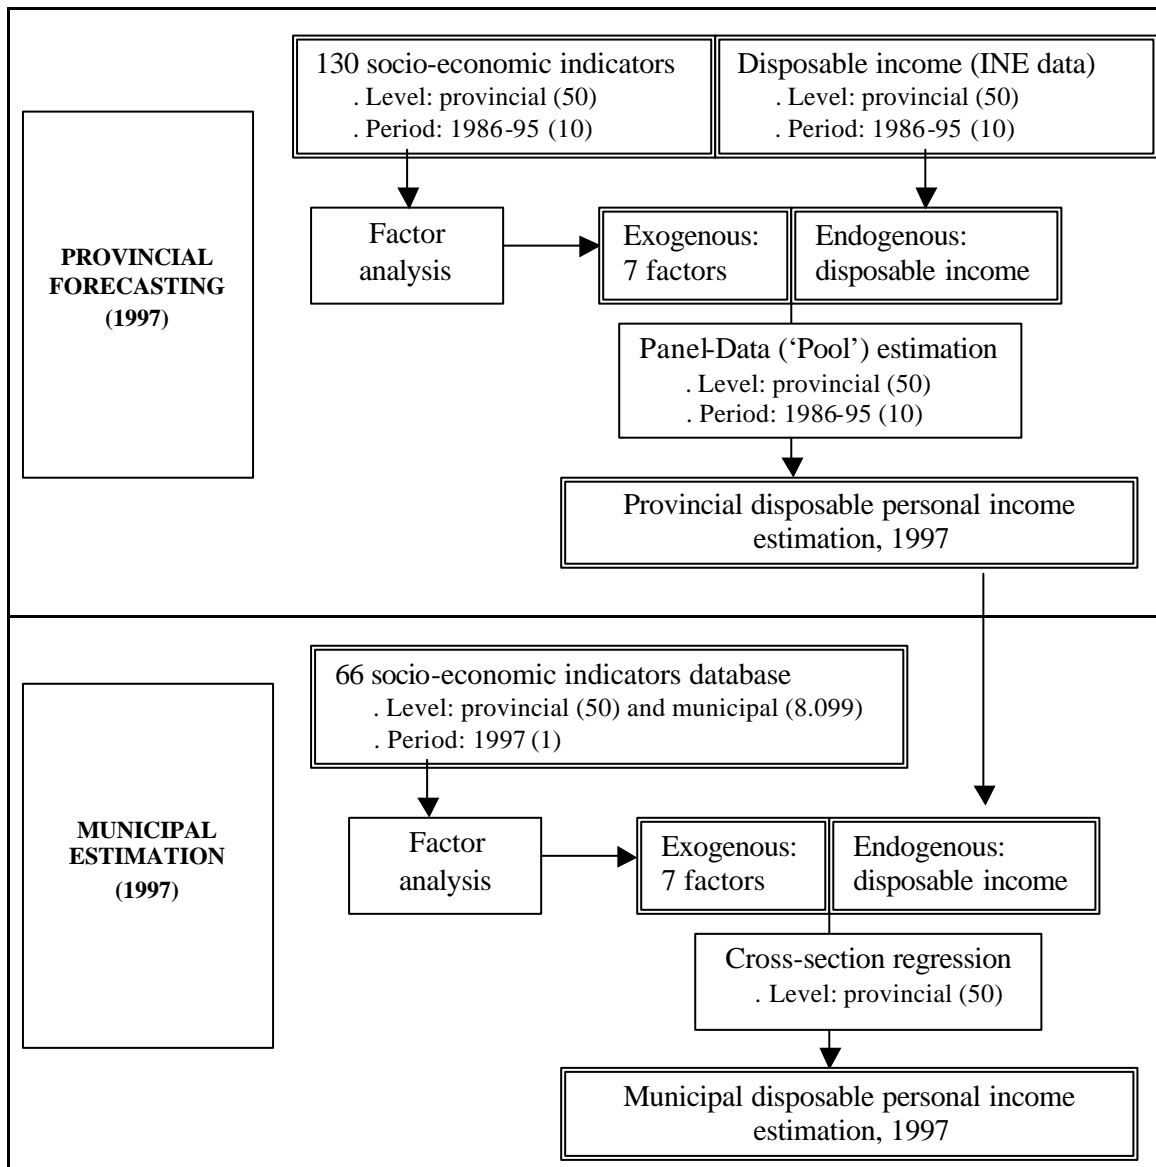 130 socio-economic indicators
. Level: provincial (50)
. Period: 1986-95 (10)
Disposable income (INE data)
. Level: provincial (50)
. Period: 1986-95 (10)
PROVINCIAL
FORECASTING
(1997)
Factor
analysis
Exogenous:
7 factors
Endogenous:
disposable income
Panel-Data (‘Pool’) estimation
. Level: provincial (50)
. Period: 1986-95 (10)
Provincial disposable personal income
estimation, 1997
66 socio-economic indicators database
. Level: provincial (50) and municipal (8.099)
. Period: 1997 (1)
MUNICIPAL
ESTIMATION
(1997)
Factor
analysis
Exogenous:
7 factors
Endogenous:
disposable income
Cross-section regression
. Level: provincial (50)
Municipal disposable personal income
estimation, 1997